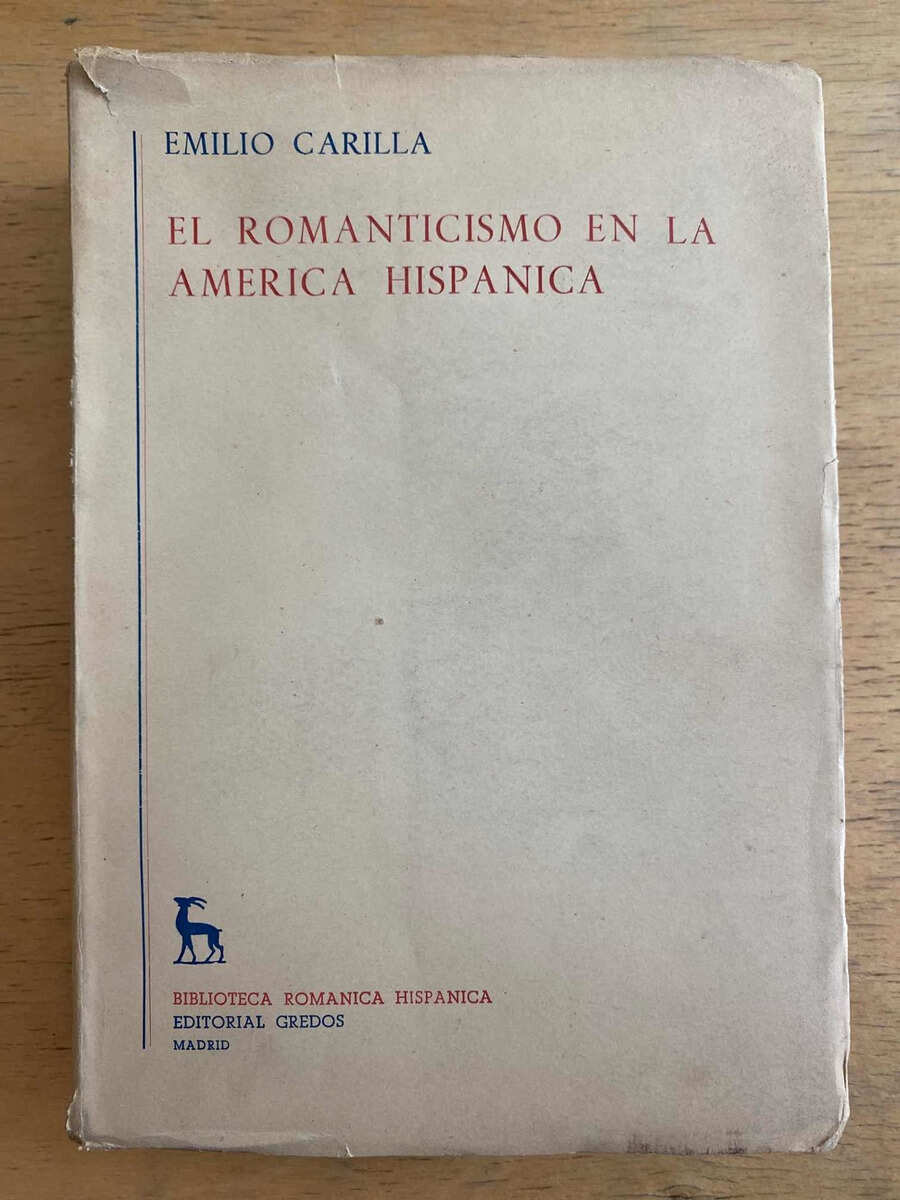 EMILIO CARILLA
EL ROMANTICISMO EN LA
AMERICA HISPANICA
BIBLIOTECA ROMANICA HISPANICA
EDITORIAL GREDOS
MADRID